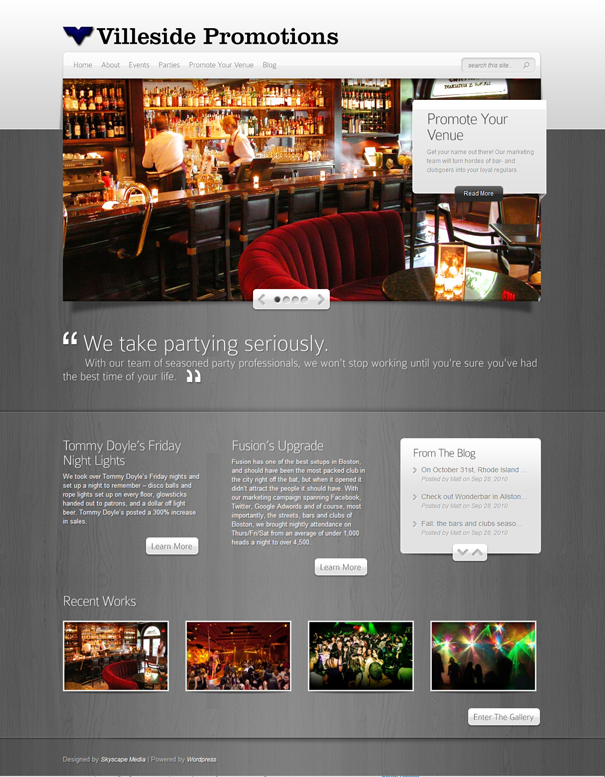 Villeside Promotions
Home About Events Parties Promote Your Venue Blog
search this site...
Promote Your
Venue
Get your name out there! Our marketing
team will turn hordes of bar- and
clubgoers into your loyal regulars.
Read More
“ We take partying seriously.
With our team of seasoned party professionals, we won't stop working until you're sure you've had
the best time of your life. ”
Tommy Doyle's Friday
Night Lights
We took over Tommy Doyle's Friday nights and
set up a night to remember – disco balls and
rope lights set up on every floor, glowsticks
handed out to patrons, and a dollar off light
beer. Tommy Doyle's posted a 300% increase
in sales.
Learn More
Fusion's Upgrade
Fusion has one of the best setups in Boston,
and should have been the most packed club in
the city right off the bat, but when it opened it
didn't attract the people it should have. With
our marketing campaign spanning Facebook,
Twitter, Google Adwords and of course, most
importantly, the streets, bars and clubs of
Boston, we brought nightly attendance on
Thurs/Fri/Sat from an average of under 1,000
heads a night to over 4,500.
Learn More
From The Blog
On October 31st, Rhode Island ...
Posted by Matt on Sep 28, 2010
Check out Wonderbar in Allston...
Posted by Matt on Sep 28, 2010
Fall: the bars and clubs seaso...
Posted by Matt on Sep 28, 2010
Recent Works
Enter The Gallery
Designed by Skyscape Media | Powered by Wordpress